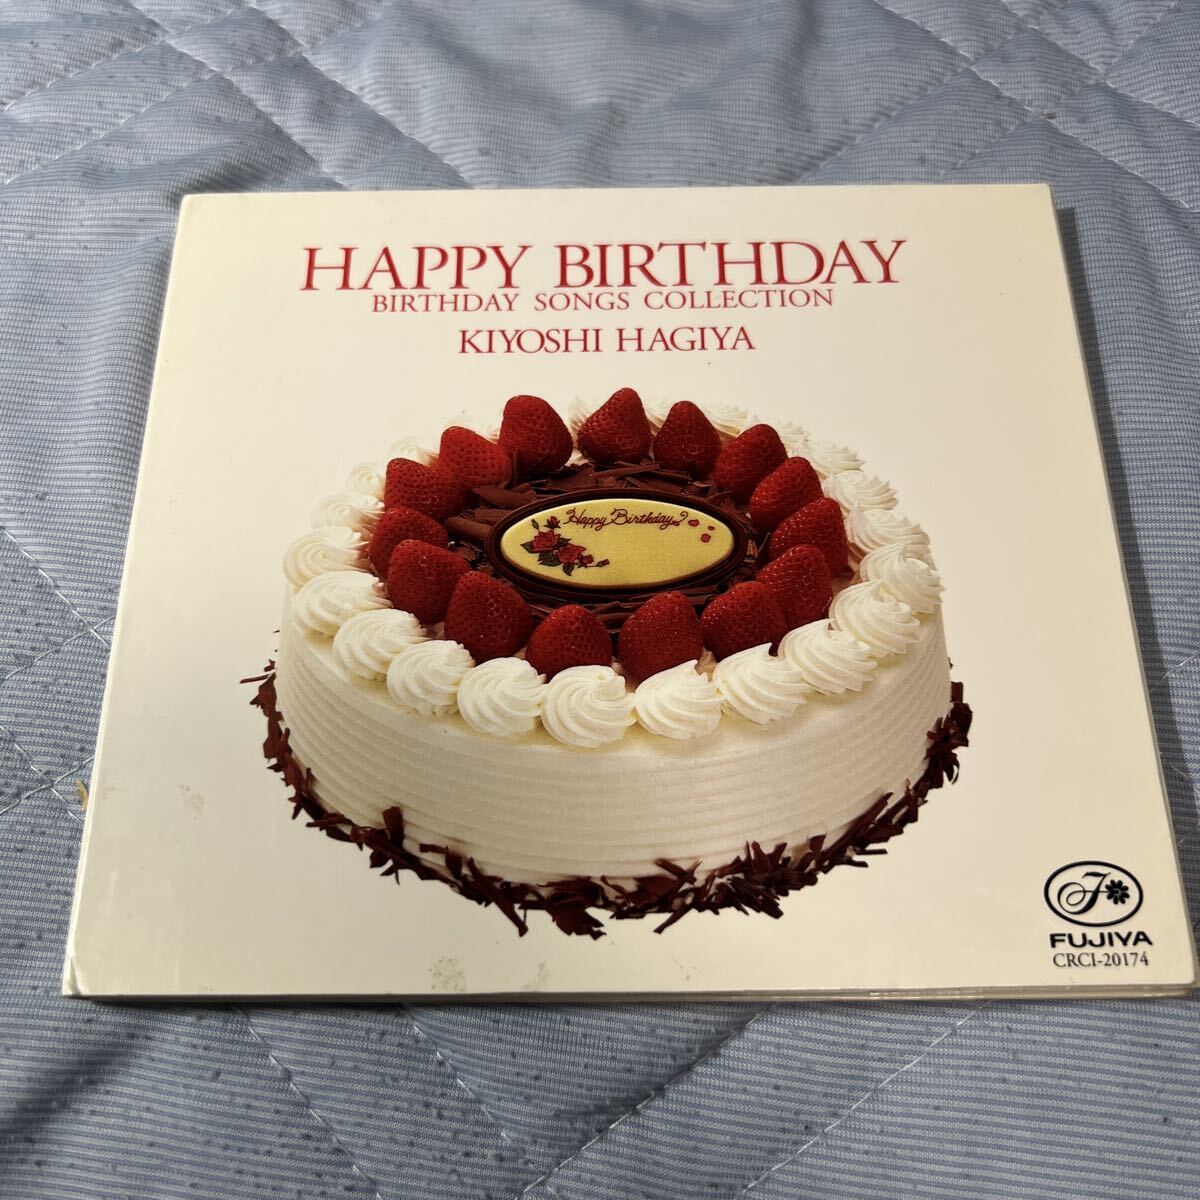 HAPPY BIRTHDAY
BIRTHDAY SONGS COLLECTION
KIYOSHI HAGIYA
Happy Birthday
F
FUJIYA
CRCI-20174